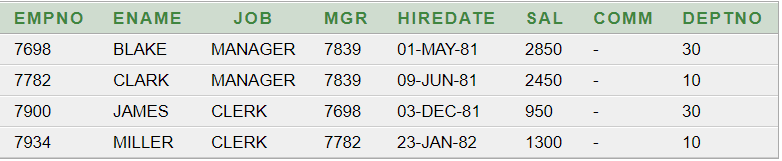 EMPNO ENAME JOB MGR HIREDATE SAL COMM DEPTNO
7698 BLAKE MANAGER 7839 01-MAY-81 2850 - 30
7782 CLARK MANAGER 7839 09-JUN-81 2450 - 10
7900 JAMES CLERK 7698 03-DEC-81 950 - 30
7934 MILLER CLERK 7782 23-JAN-82 1300 - 10